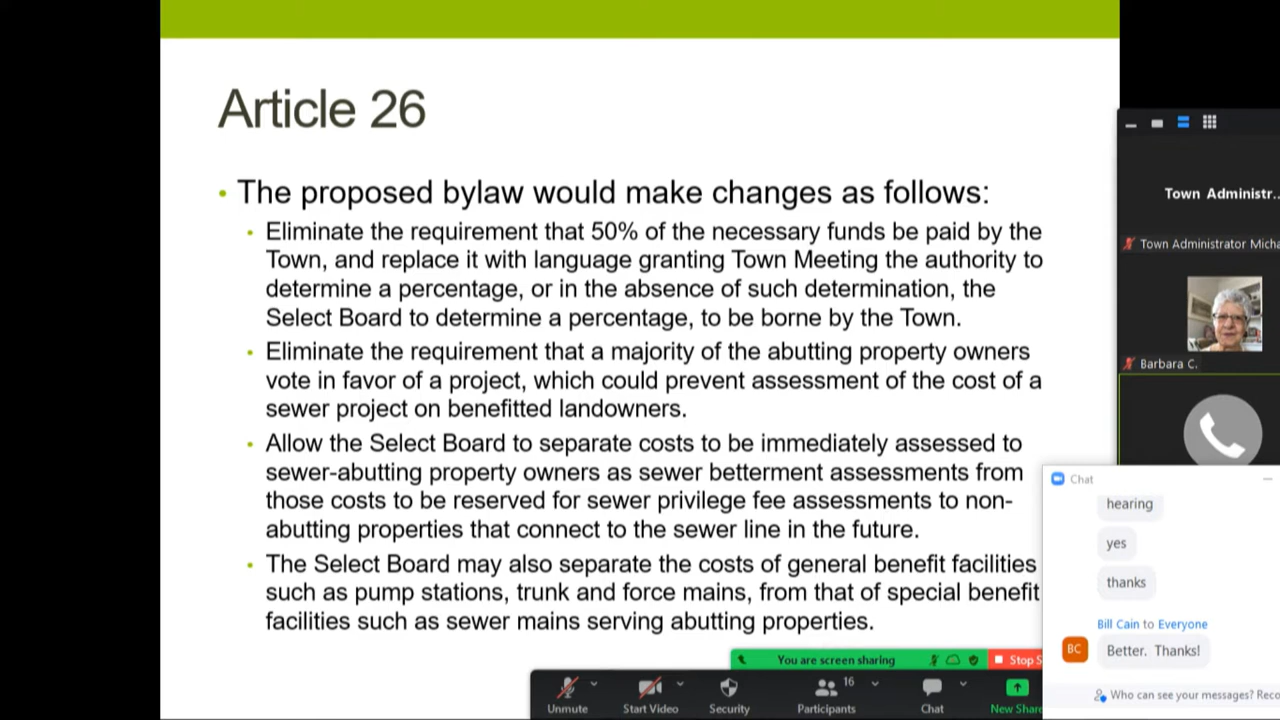 Article 26
• The proposed bylaw would make changes as follows:
• Eliminate the requirement that 50% of the necessary funds be paid by the
Town, and replace it with language granting Town Meeting the authority to
determine a percentage, or in the absence of such determination, the
Select Board to determine a percentage, to be borne by the Town.
• Eliminate the requirement that a majority of the abutting property owners
vote in favor of a project, which could prevent assessment of the cost of a
sewer project on benefitted landowners.
• Allow the Select Board to separate costs to be immediately assessed to
sewer-abutting property owners as sewer betterment assessments from
those costs to be reserved for sewer privilege fee assessments to non-
abutting properties that connect to the sewer line in the future.
• The Select Board may also separate the costs of general benefit facilities
such as pump stations, trunk and force mains, from that of special benefit
facilities such as sewer mains serving abutting properties.
Town Administr...
Town Administrator Micha
Barbara C.
Chat
hearing
yes
thanks
Bill Cain to Everyone
BC
Better. Thanks!
Who can see your messages? Reco
You are screen sharing
Stop S
Unmute
Start Video
Security
16
Participants
Chat
New Share